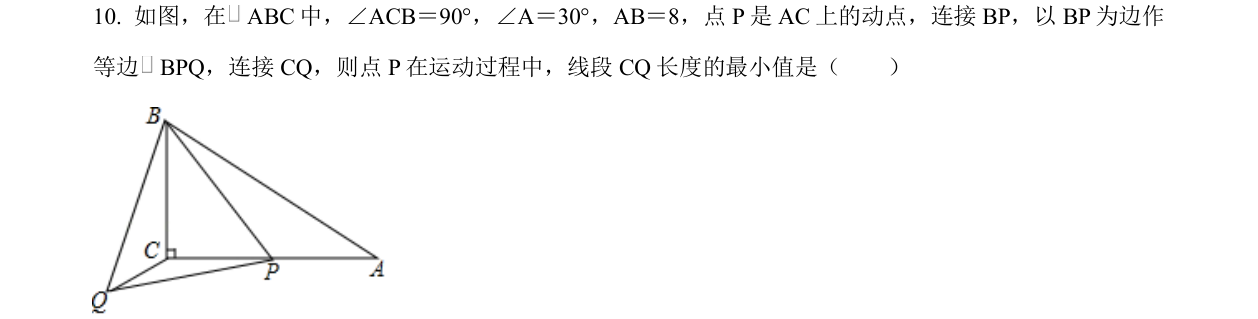 10. 如图，在□ ABC 中，∠ACB＝90°，∠A＝30°，AB＝8，点 P 是 AC 上的动点，连接 BP，以 BP 为边作
等边□ BPQ，连接 CQ，则点 P 在运动过程中，线段 CQ 长度的最小值是（　　）
B
C
P
A
Q